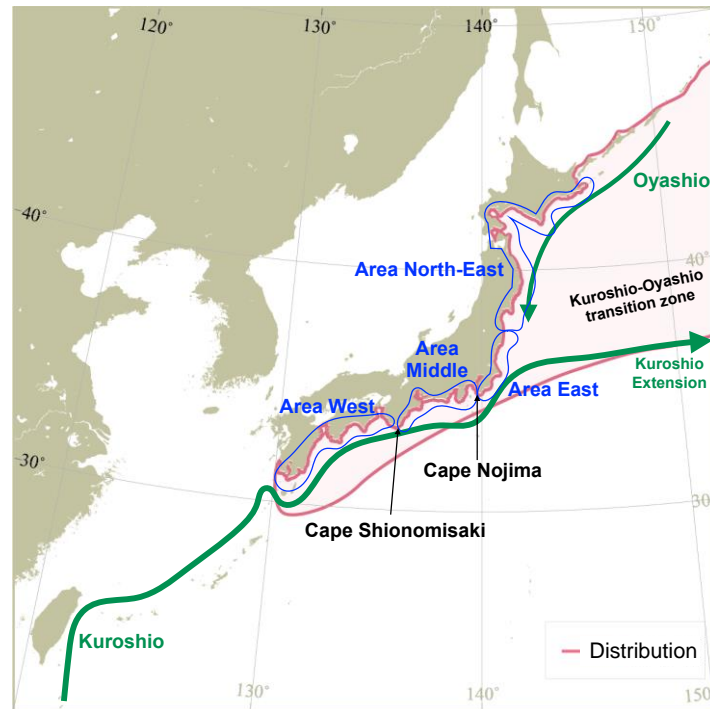 120°
130°
140°
150°
Oyashio
40°
40°
Area North-East
Kuroshio-Oyashio
transition zone
Area
Middle
Kuroshio
Extension
Area East
Area West
30°
Cape Nojima
30°
Cape Shionomisaki
Kuroshio
Distribution
130°
140°
150°